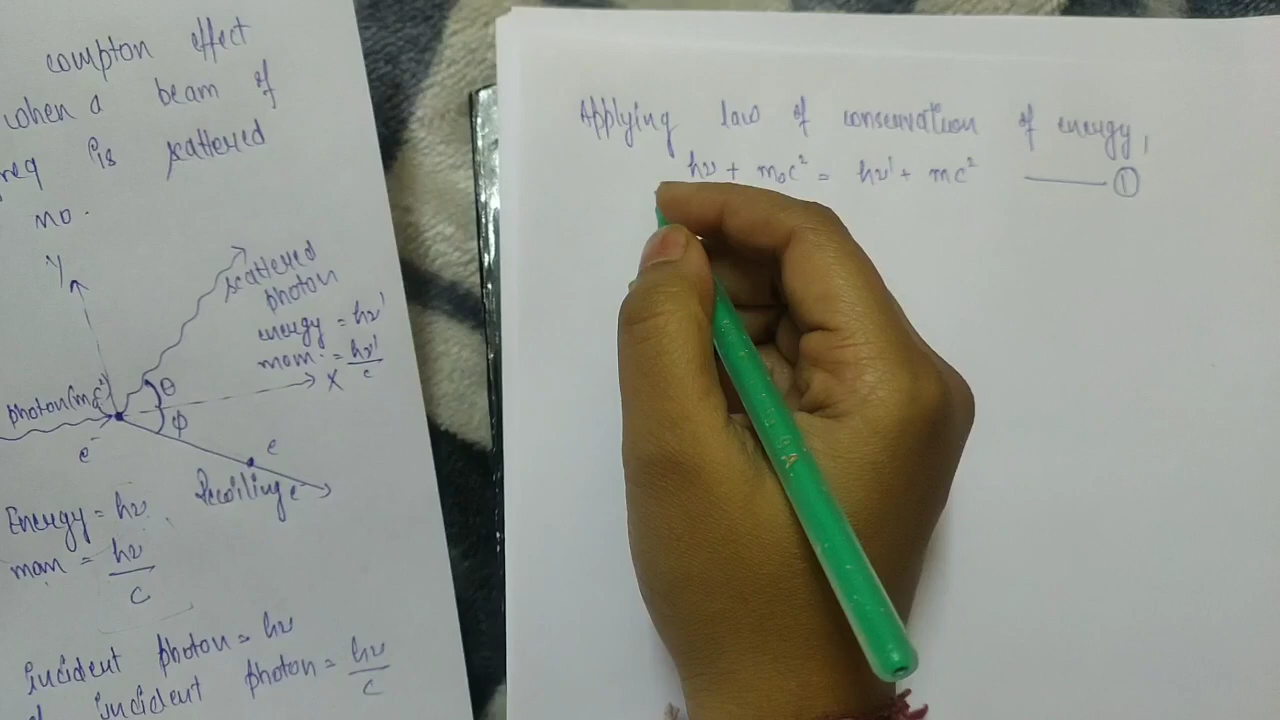 compton effect
when a beam of
req is scattered
mo.
Y
scattered
photon
energy = hν'
mom. = hν'/c
X
θ
φ
photon(m₀c²)
e⁻
e
Recoiling e
Energy = hν
mom = hν/c
incident photon = hν
incident photon = hν/c
Applying law of conservation of energy,
hν + m₀c² = hν' + mc² ——— ①